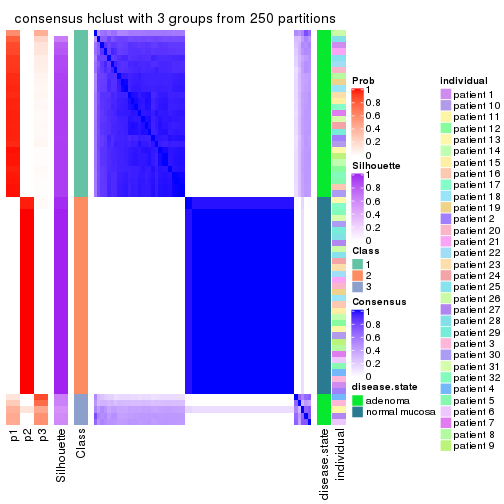 consensus hclust with 3 groups from 250 partitions
p1
p2
p3
Silhouette
Class
disease.state
individual
Prob
1
0.8
0.6
0.4
0.2
0
Silhouette
1
0.8
0.6
0.4
0.2
0
Class
1
2
3
Consensus
1
0.8
0.6
0.4
0.2
0
disease.state
adenoma
normal mucosa
individual
patient 1
patient 10
patient 11
patient 12
patient 13
patient 14
patient 15
patient 16
patient 17
patient 18
patient 19
patient 2
patient 20
patient 21
patient 22
patient 23
patient 24
patient 25
patient 26
patient 27
patient 28
patient 29
patient 3
patient 30
patient 31
patient 32
patient 4
patient 5
patient 6
patient 7
patient 8
patient 9